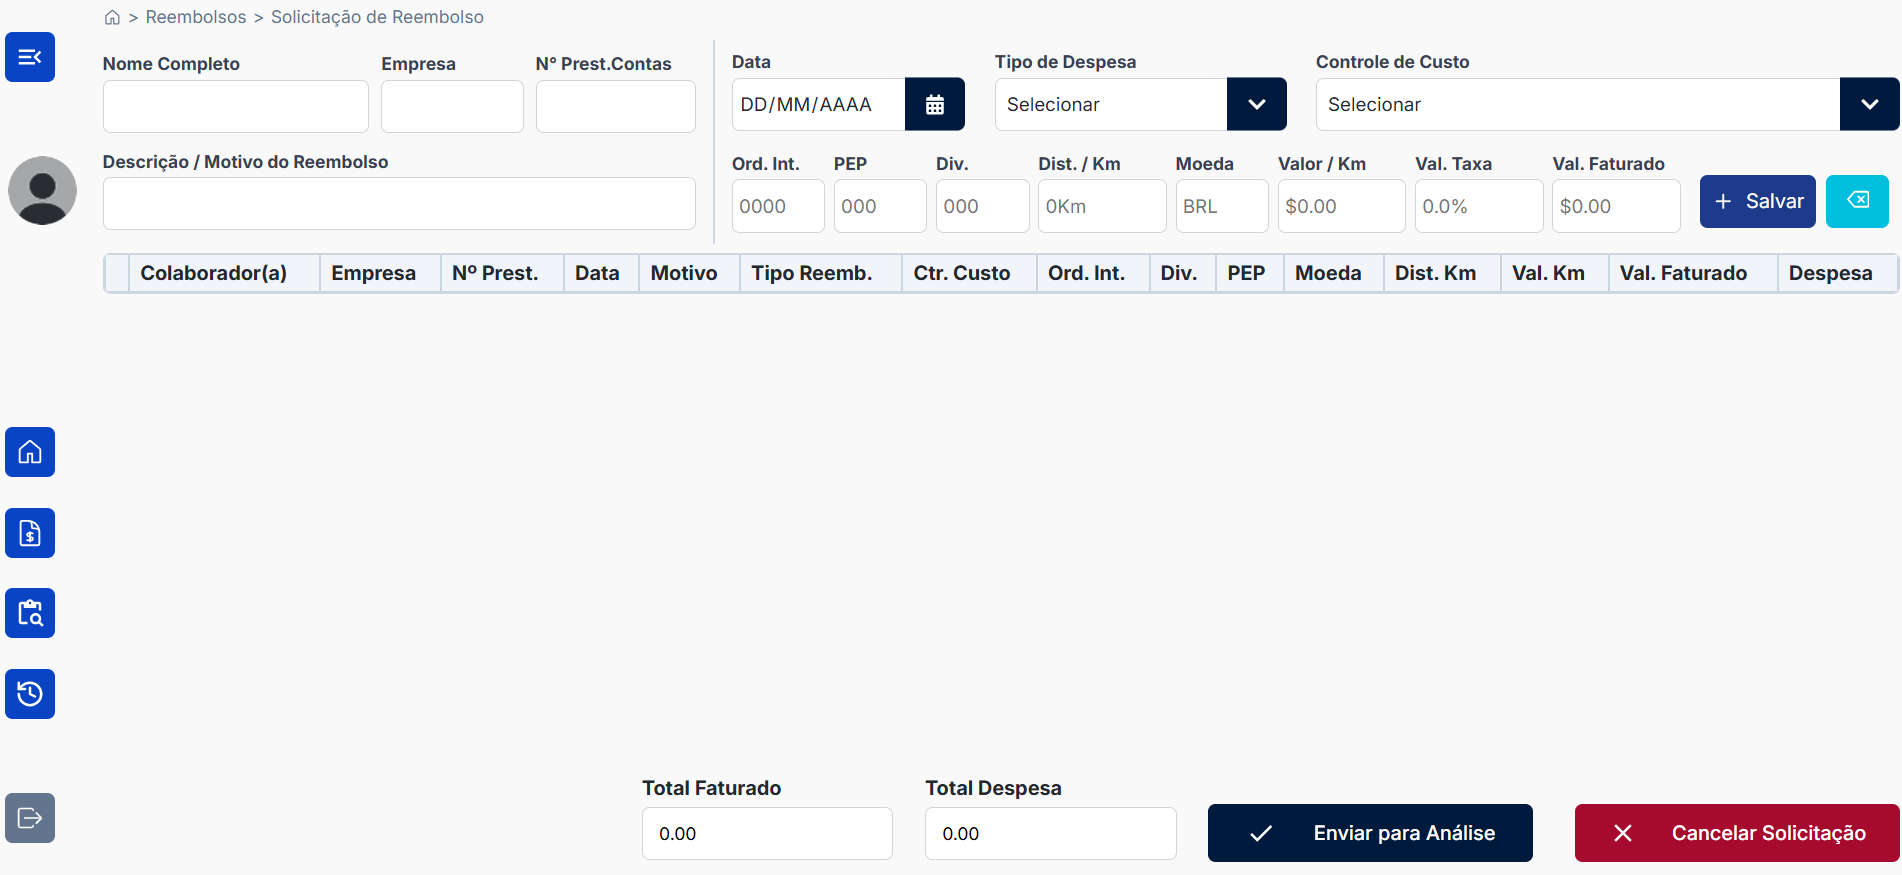 > Reembolsos > Solicitação de Reembolso
Nome Completo
Empresa
N° Prest.Contas
Descrição / Motivo do Reembolso
Data
DD/MM/AAAA
Tipo de Despesa
Selecionar
Controle de Custo
Selecionar
Ord. Int.
0000
PEP
000
Div.
000
Dist. / Km
0Km
Moeda
BRL
Valor / Km
$0.00
Val. Taxa
0.0%
Val. Faturado
$0.00
+ Salvar
Colaborador(a) Empresa Nº Prest. Data Motivo Tipo Reemb. Ctr. Custo Ord. Int. Div. PEP Moeda Dist. Km Val. Km Val. Faturado Despesa
Total Faturado
0.00
Total Despesa
0.00
Enviar para Análise
Cancelar Solicitação